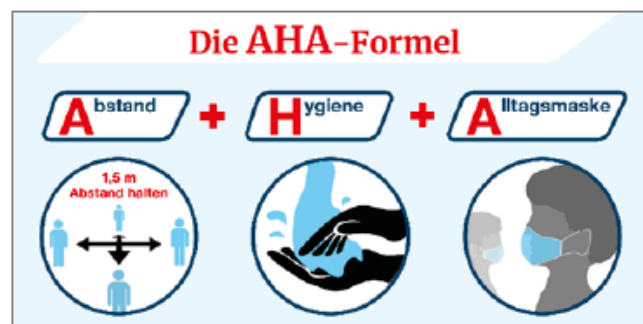 Die AHA-Formel
Abstand + Hygiene + Alltagsmaske
1,5 m
Abstand halten